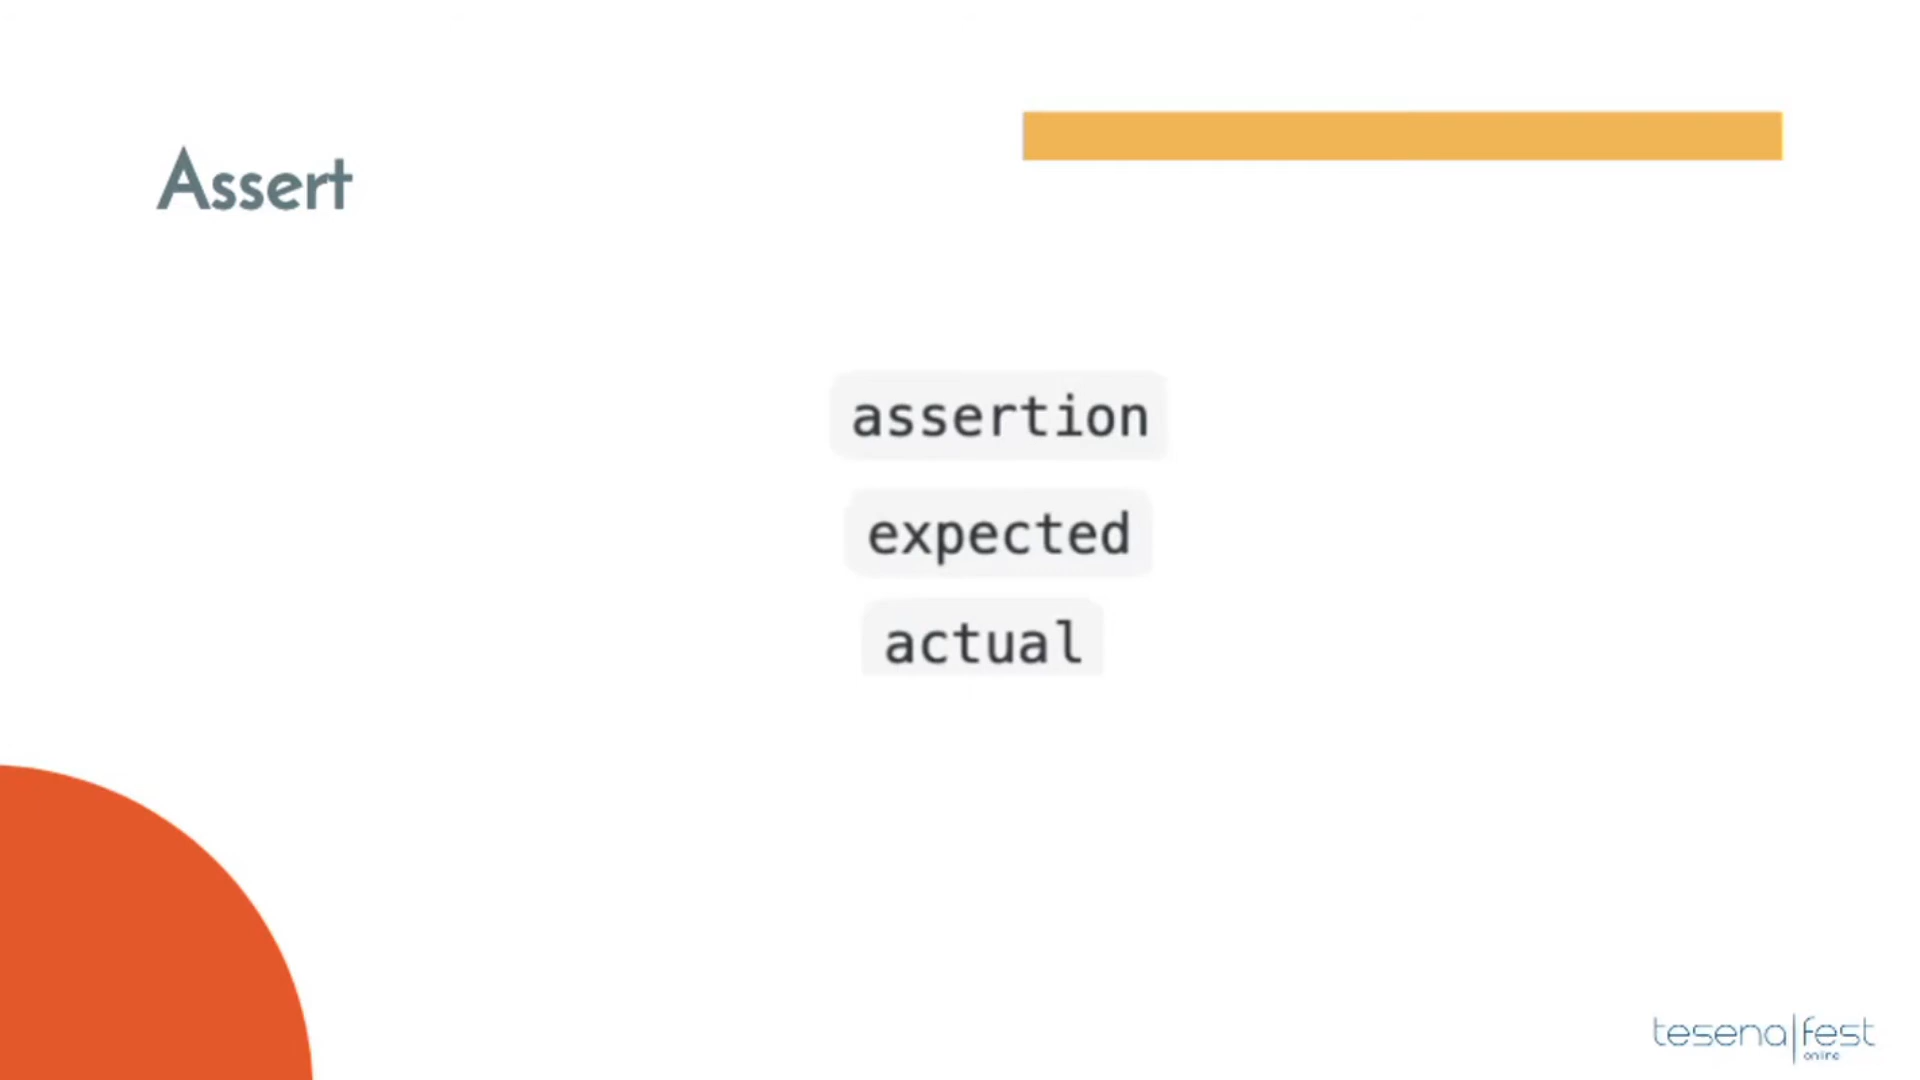 Assert
assertion
expected
actual
tesena|fest
online